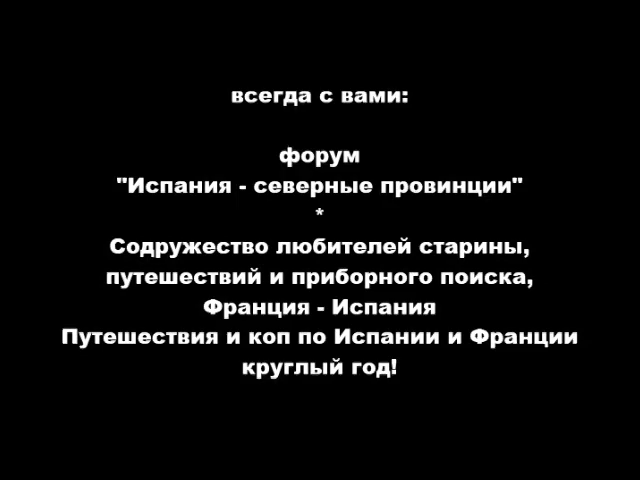 всегда с вами:
форум
"Испания - северные провинции"
*
Содружество любителей старины,
путешествий и приборного поиска,
Франция - Испания
Путешествия и коп по Испании и Франции
круглый год!